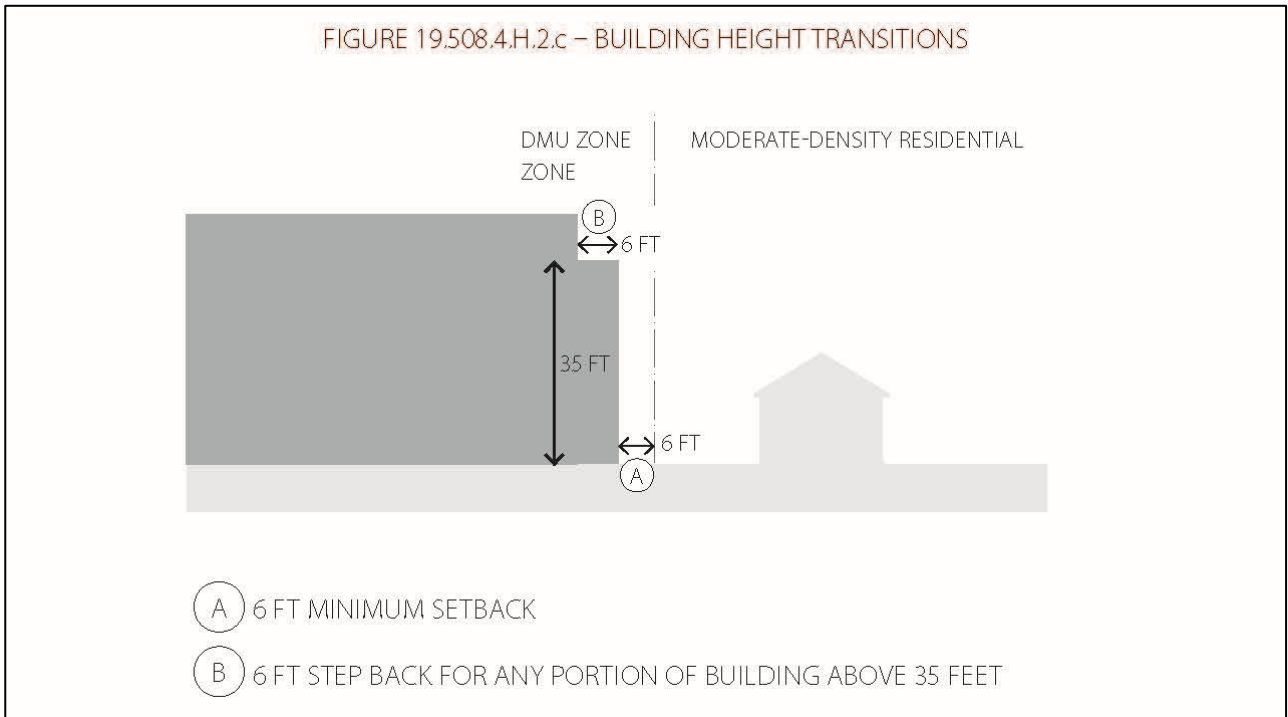 FIGURE 19.508.4.H.2.c – BUILDING HEIGHT TRANSITIONS
DMU ZONE
ZONE
MODERATE-DENSITY RESIDENTIAL
B
6 FT
35 FT
6 FT
A
A 6 FT MINIMUM SETBACK
B 6 FT STEP BACK FOR ANY PORTION OF BUILDING ABOVE 35 FEET